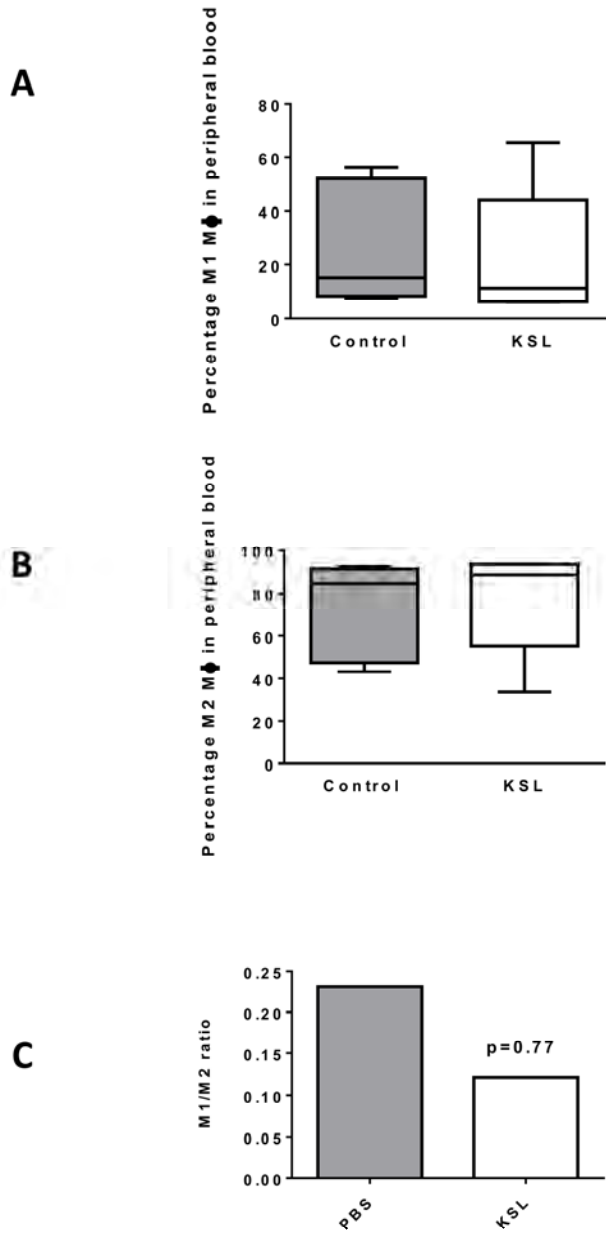 A
Percentage M1 Mϕ in peripheral blood
80
60
40
20
0
Control
KSL
B
Percentage M2 Mϕ in peripheral blood
100
80
60
40
20
0
Control
KSL
C
M1/M2 ratio
0.25
0.20
0.15
0.10
0.05
0.00
p=0.77
PBS
KSL